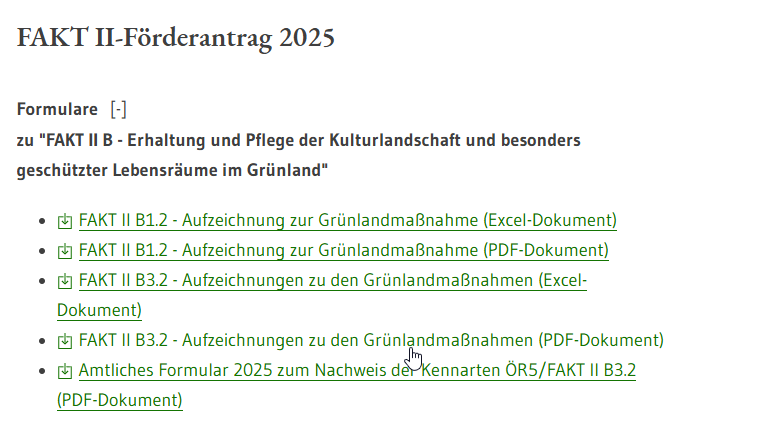 FAKT II-Förderantrag 2025
Formulare [-]
zu "FAKT II B - Erhaltung und Pflege der Kulturlandschaft und besonders
geschützter Lebensräume im Grünland"
FAKT II B1.2 - Aufzeichnung zur Grünlandmaßnahme (Excel-Dokument)
FAKT II B1.2 - Aufzeichnung zur Grünlandmaßnahme (PDF-Dokument)
FAKT II B3.2 - Aufzeichnungen zu den Grünlandmaßnahmen (Excel-
Dokument)
FAKT II B3.2 - Aufzeichnungen zu den Grünlandmaßnahmen (PDF-Dokument)
Amtliches Formular 2025 zum Nachweis der Kennarten ÖR5/FAKT II B3.2
(PDF-Dokument)